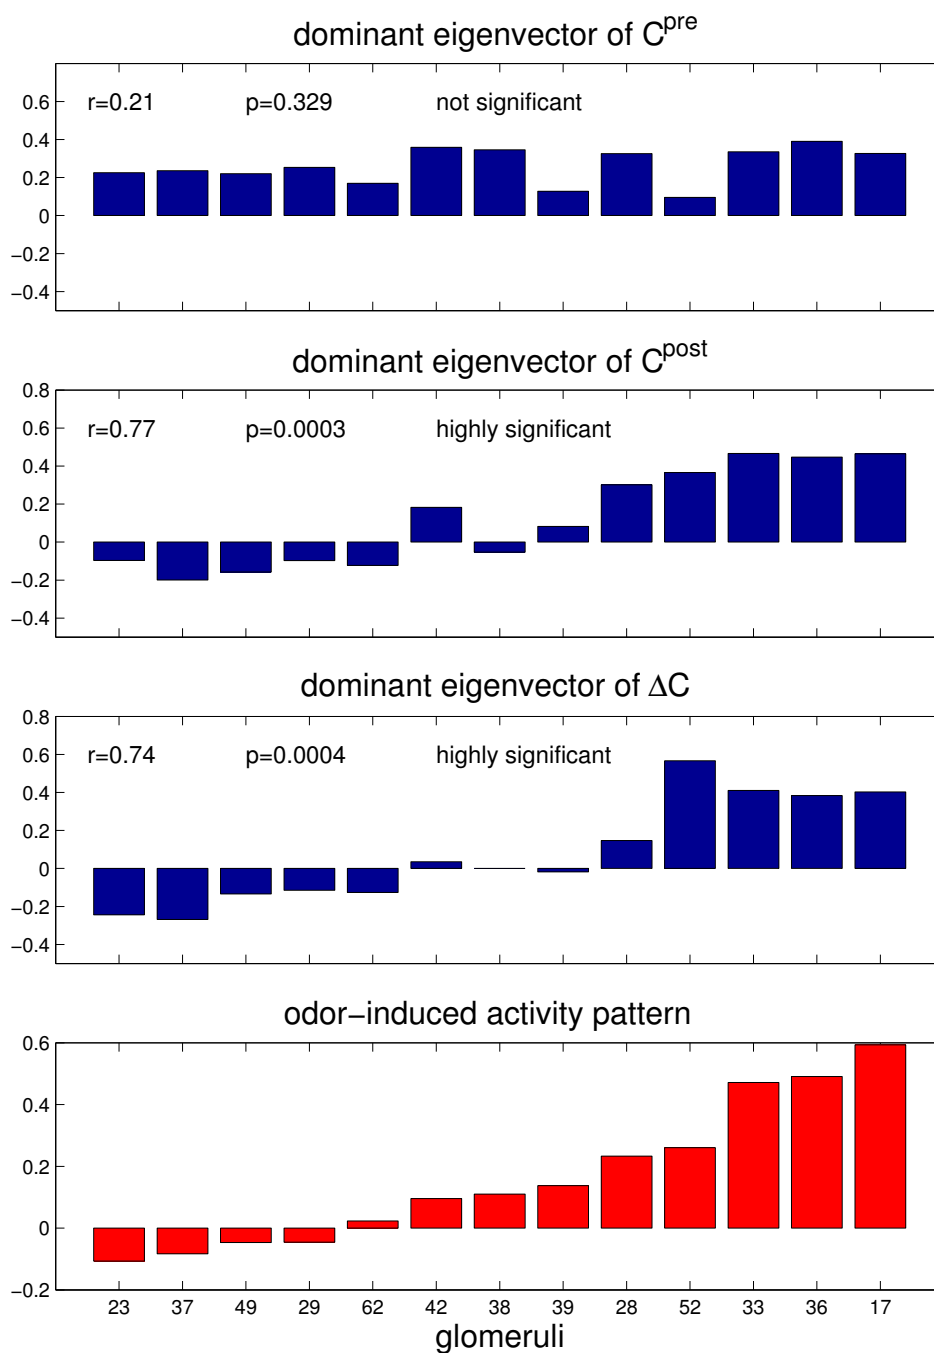 dominant eigenvector of C^pre
r=0.21 p=0.329 not significant
0.6
0.4
0.2
0
−0.2
−0.4
dominant eigenvector of C^post
0.8
r=0.77 p=0.0003 highly significant
0.6
0.4
0.2
0
−0.2
−0.4
dominant eigenvector of ΔC
0.8
r=0.74 p=0.0004 highly significant
0.6
0.4
0.2
0
−0.2
−0.4
odor−induced activity pattern
0.6
0.4
0.2
0
−0.2
23 37 49 29 62 42 38 39 28 52 33 36 17
glomeruli